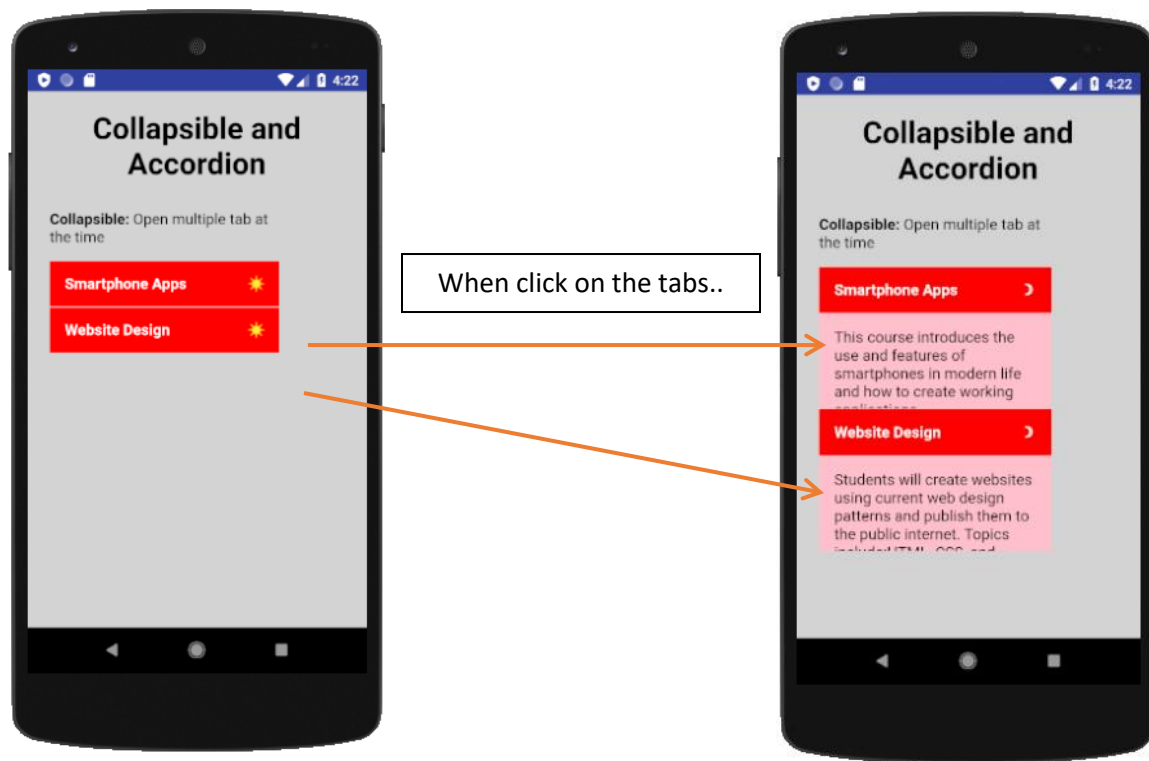 4:22
Collapsible and
Accordion
Collapsible: Open multiple tab at
the time
Smartphone Apps
Website Design
When click on the tabs..
4:22
Collapsible and
Accordion
Collapsible: Open multiple tab at
the time
Smartphone Apps
This course introduces the
use and features of
smartphones in modern life
and how to create working
Website Design
Students will create websites
using current web design
patterns and publish them to
the public internet. Topics